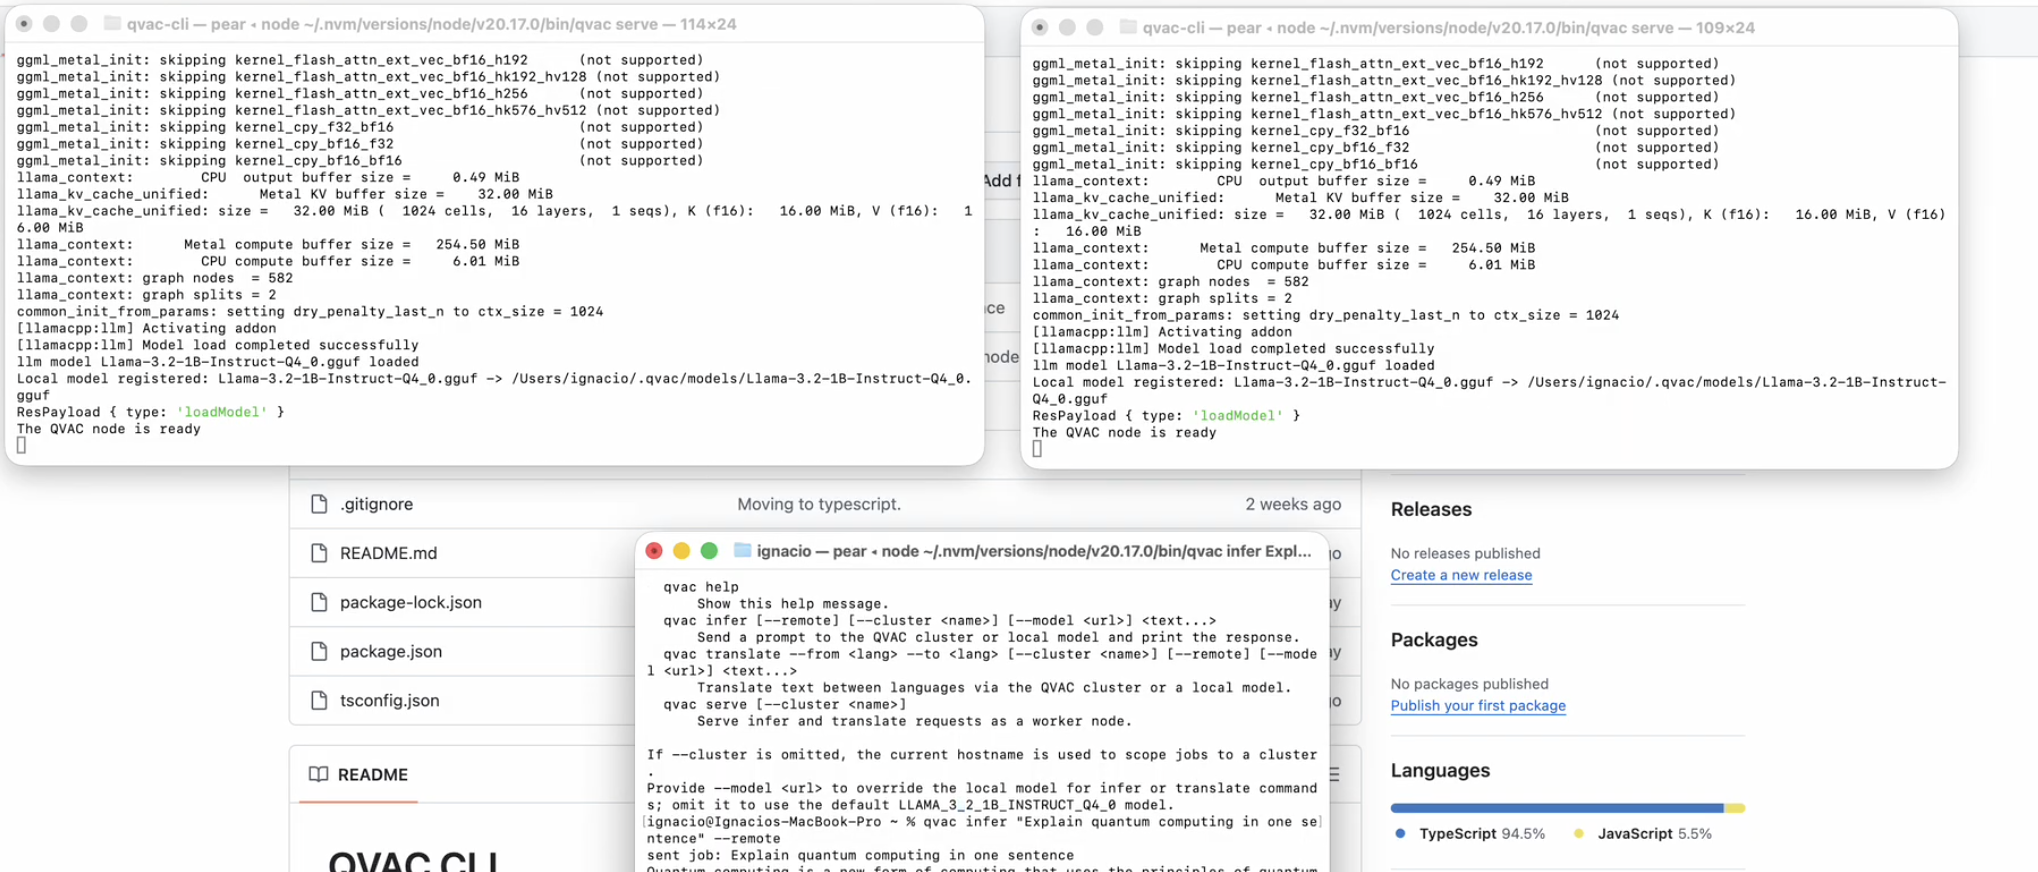 qvac-cli — pear ◂ node ~/.nvm/versions/node/v20.17.0/bin/qvac serve — 114×24
ggml_metal_init: skipping kernel_flash_attn_ext_vec_bf16_h192 (not supported)
ggml_metal_init: skipping kernel_flash_attn_ext_vec_bf16_hk192_hv128 (not supported)
ggml_metal_init: skipping kernel_flash_attn_ext_vec_bf16_h256 (not supported)
ggml_metal_init: skipping kernel_flash_attn_ext_vec_bf16_hk576_hv512 (not supported)
ggml_metal_init: skipping kernel_cpy_f32_bf16 (not supported)
ggml_metal_init: skipping kernel_cpy_bf16_f32 (not supported)
ggml_metal_init: skipping kernel_cpy_bf16_bf16 (not supported)
llama_context: CPU output buffer size = 0.49 MiB
llama_kv_cache_unified: Metal KV buffer size = 32.00 MiB
llama_kv_cache_unified: size = 32.00 MiB ( 1024 cells, 16 layers, 1 seqs), K (f16): 16.00 MiB, V (f16): 1
6.00 MiB
llama_context: Metal compute buffer size = 254.50 MiB
llama_context: CPU compute buffer size = 6.01 MiB
llama_context: graph nodes = 582
llama_context: graph splits = 2
common_init_from_params: setting dry_penalty_last_n to ctx_size = 1024
[llamacpp:llm] Activating addon
[llamacpp:llm] Model load completed successfully
llm model Llama-3.2-1B-Instruct-Q4_0.gguf loaded
Local model registered: Llama-3.2-1B-Instruct-Q4_0.gguf -> /Users/ignacio/.qvac/models/Llama-3.2-1B-Instruct-Q4_0.
gguf
ResPayload { type: 'loadModel' }
The QVAC node is ready
Add f
qvac-cli — pear ◂ node ~/.nvm/versions/node/v20.17.0/bin/qvac serve — 109×24
ggml_metal_init: skipping kernel_flash_attn_ext_vec_bf16_h192 (not supported)
ggml_metal_init: skipping kernel_flash_attn_ext_vec_bf16_hk192_hv128 (not supported)
ggml_metal_init: skipping kernel_flash_attn_ext_vec_bf16_h256 (not supported)
ggml_metal_init: skipping kernel_flash_attn_ext_vec_bf16_hk576_hv512 (not supported)
ggml_metal_init: skipping kernel_cpy_f32_bf16 (not supported)
ggml_metal_init: skipping kernel_cpy_bf16_f32 (not supported)
ggml_metal_init: skipping kernel_cpy_bf16_bf16 (not supported)
llama_context: CPU output buffer size = 0.49 MiB
llama_kv_cache_unified: Metal KV buffer size = 32.00 MiB
llama_kv_cache_unified: size = 32.00 MiB ( 1024 cells, 16 layers, 1 seqs), K (f16): 16.00 MiB, V (f16)
: 16.00 MiB
llama_context: Metal compute buffer size = 254.50 MiB
llama_context: CPU compute buffer size = 6.01 MiB
llama_context: graph nodes = 582
llama_context: graph splits = 2
common_init_from_params: setting dry_penalty_last_n to ctx_size = 1024
[llamacpp:llm] Activating addon
[llamacpp:llm] Model load completed successfully
llm model Llama-3.2-1B-Instruct-Q4_0.gguf loaded
Local model registered: Llama-3.2-1B-Instruct-Q4_0.gguf -> /Users/ignacio/.qvac/models/Llama-3.2-1B-Instruct-
Q4_0.gguf
ResPayload { type: 'loadModel' }
The QVAC node is ready
.gitignore Moving to typescript. 2 weeks ago
README.md
package-lock.json
package.json
tsconfig.json
README
QVAC CLI
ignacio — pear ◂ node ~/.nvm/versions/node/v20.17.0/bin/qvac infer Expl...
qvac help
Show this help message.
qvac infer [--remote] [--cluster <name>] [--model <url>] <text...>
Send a prompt to the QVAC cluster or local model and print the response.
qvac translate --from <lang> --to <lang> [--cluster <name>] [--remote] [--mode
l <url>] <text...>
Translate text between languages via the QVAC cluster or a local model.
qvac serve [--cluster <name>]
Serve infer and translate requests as a worker node.
If --cluster is omitted, the current hostname is used to scope jobs to a cluster
.
Provide --model <url> to override the local model for infer or translate command
s; omit it to use the default LLAMA_3_2_1B_INSTRUCT_Q4_0 model.
[ignacio@Ignacios-MacBook-Pro ~ % qvac infer "Explain quantum computing in one se]
ntence" --remote
sent job: Explain quantum computing in one sentence
Quantum computing is a new form of computing that uses the principles of quantum
Releases
No releases published
Create a new release
Packages
No packages published
Publish your first package
Languages
TypeScript 94.5% JavaScript 5.5%